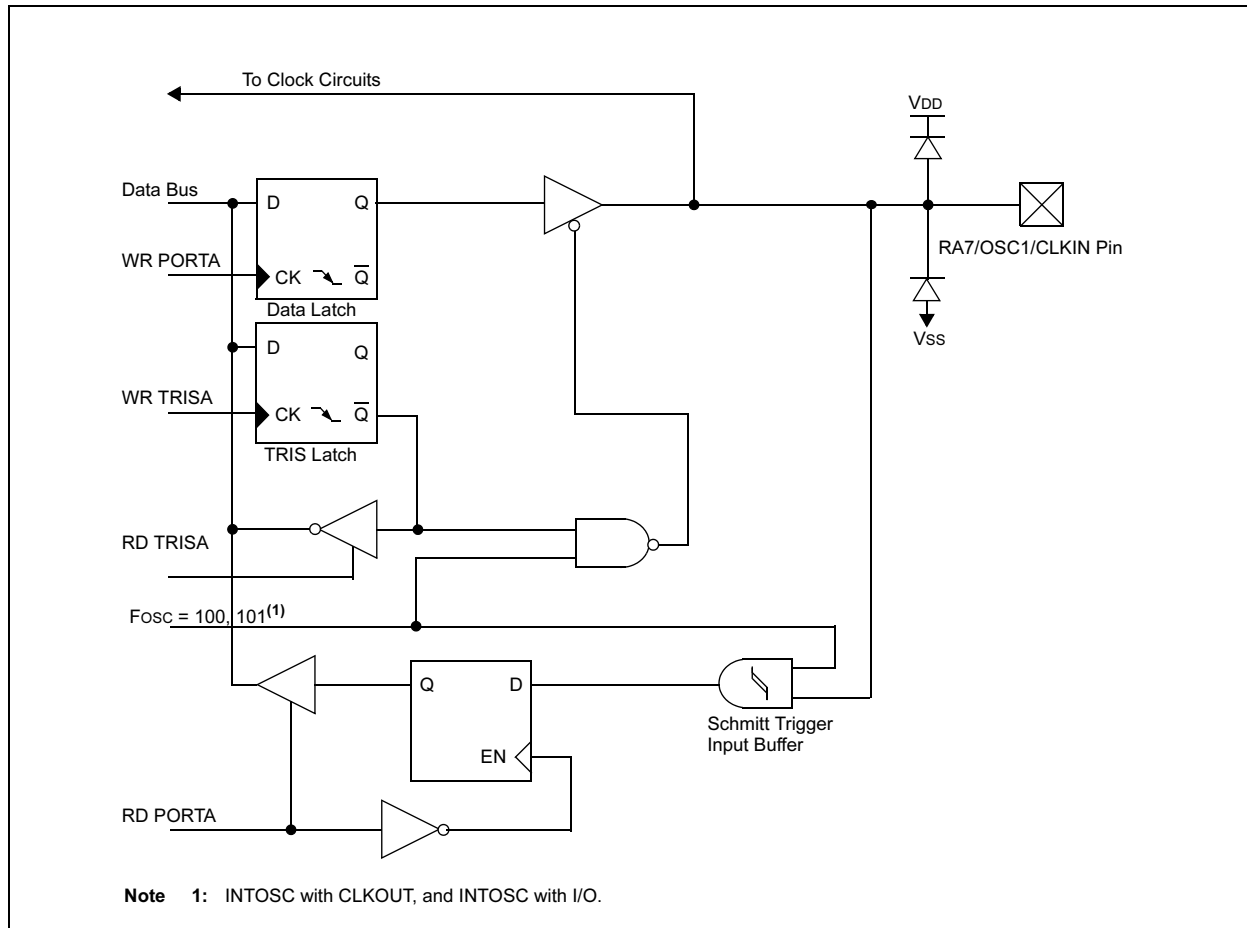 To Clock Circuits
VDD
Data Bus
D
Q
WR PORTA
CK
Q̅
Data Latch
RA7/OSC1/CLKIN Pin
VSS
D
Q
WR TRISA
CK
Q̅
TRIS Latch
RD TRISA
FOSC = 100, 101(1)
Q
D
EN
Schmitt Trigger
Input Buffer
RD PORTA
Note 1: INTOSC with CLKOUT, and INTOSC with I/O.